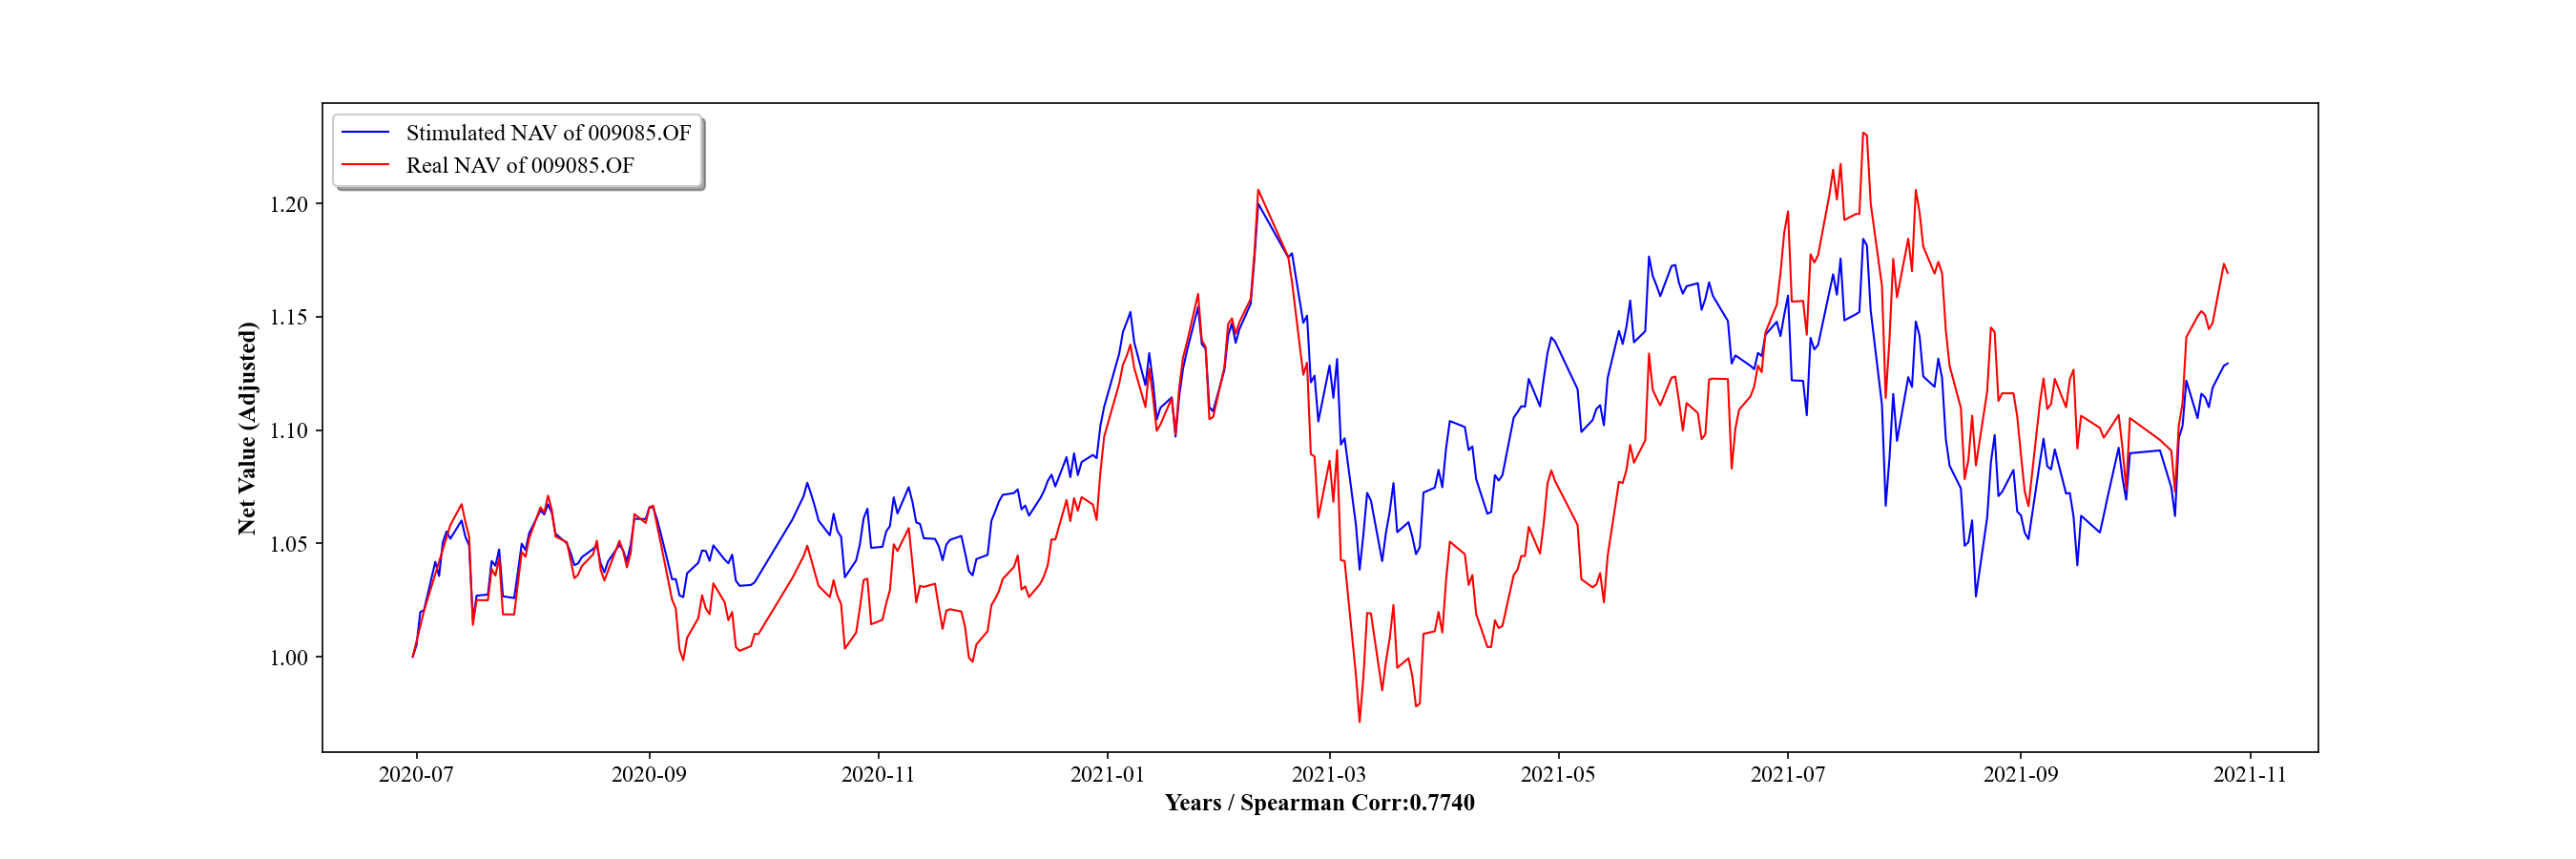 Stimulated NAV of 009085.OF
Real NAV of 009085.OF
Net Value (Adjusted)
1.20
1.15
1.10
1.05
1.00
2020-07 2020-09 2020-11 2021-01 2021-03 2021-05 2021-07 2021-09 2021-11
Years / Spearman Corr:0.7740